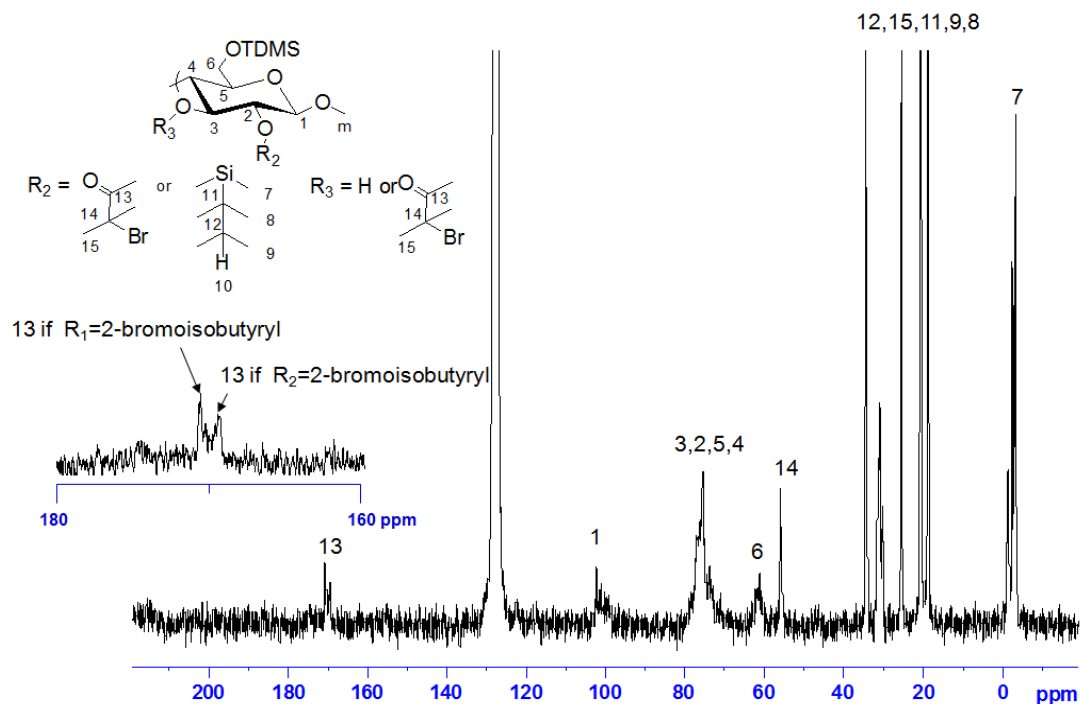 12,15,11,9,8
7
OTDMS
6
4
5
O
O
R3
3
2
O
R2
1
O
m
R2 = O 13 14 Br 15
or
Si 7 11 8 12 9 H 10
R3 = H or O 13 14 Br 15
13 if R1=2-bromoisobutyryl
13 if R2=2-bromoisobutyryl
180 160 ppm
13
1
3,2,5,4
6
14
200 180 160 140 120 100 80 60 40 20 0 ppm